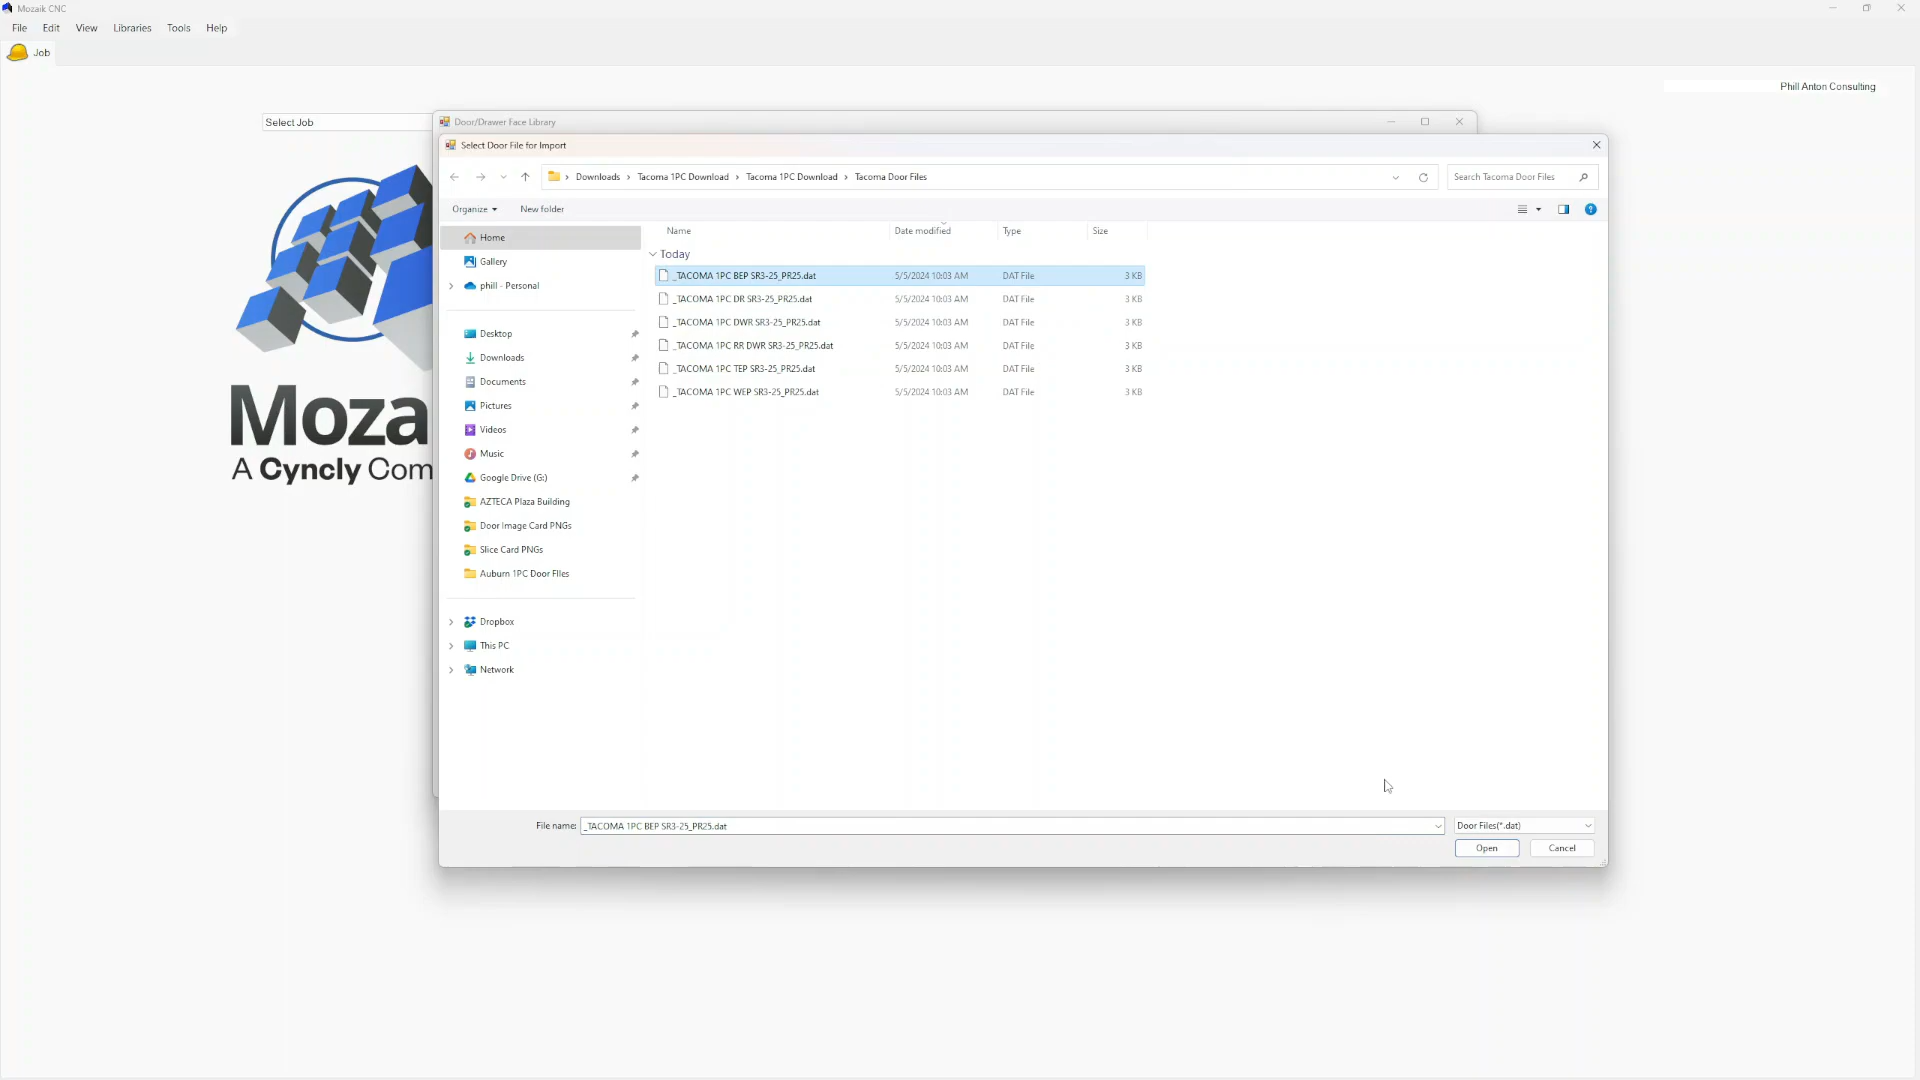 Mozaik CNC
File Edit View Libraries Tools Help
Job
Phill Anton Consulting
Select Job
Door/Drawer Face Library
Select Door File for Import
Downloads Tacoma 1PC Download Tacoma 1PC Download Tacoma Door Files
Search Tacoma Door Files
Organize New folder
Name Date modified Type Size
Home
Gallery
phill - Personal
Desktop
Downloads
Documents
Pictures
Videos
Music
Google Drive (G:)
AZTECA Plaza Building
Door Image Card PNGs
Slice Card PNGs
Auburn 1PC Door FIles
Dropbox
This PC
Network
Today
_TACOMA 1PC BEP SR3-25_PR25.dat 5/5/2024 10:03 AM DAT File 3 KB
_TACOMA 1PC DR SR3-25_PR25.dat 5/5/2024 10:03 AM DAT File 3 KB
_TACOMA 1PC DWR SR3-25_PR25.dat 5/5/2024 10:03 AM DAT File 3 KB
_TACOMA 1PC RR DWR SR3-25_PR25.dat 5/5/2024 10:03 AM DAT File 3 KB
_TACOMA 1PC TEP SR3-25_PR25.dat 5/5/2024 10:03 AM DAT File 3 KB
_TACOMA 1PC WEP SR3-25_PR25.dat 5/5/2024 10:03 AM DAT File 3 KB
Moza
A Cyncly Com
File name: _TACOMA 1PC BEP SR3-25_PR25.dat Door Files(*.dat)
Open Cancel